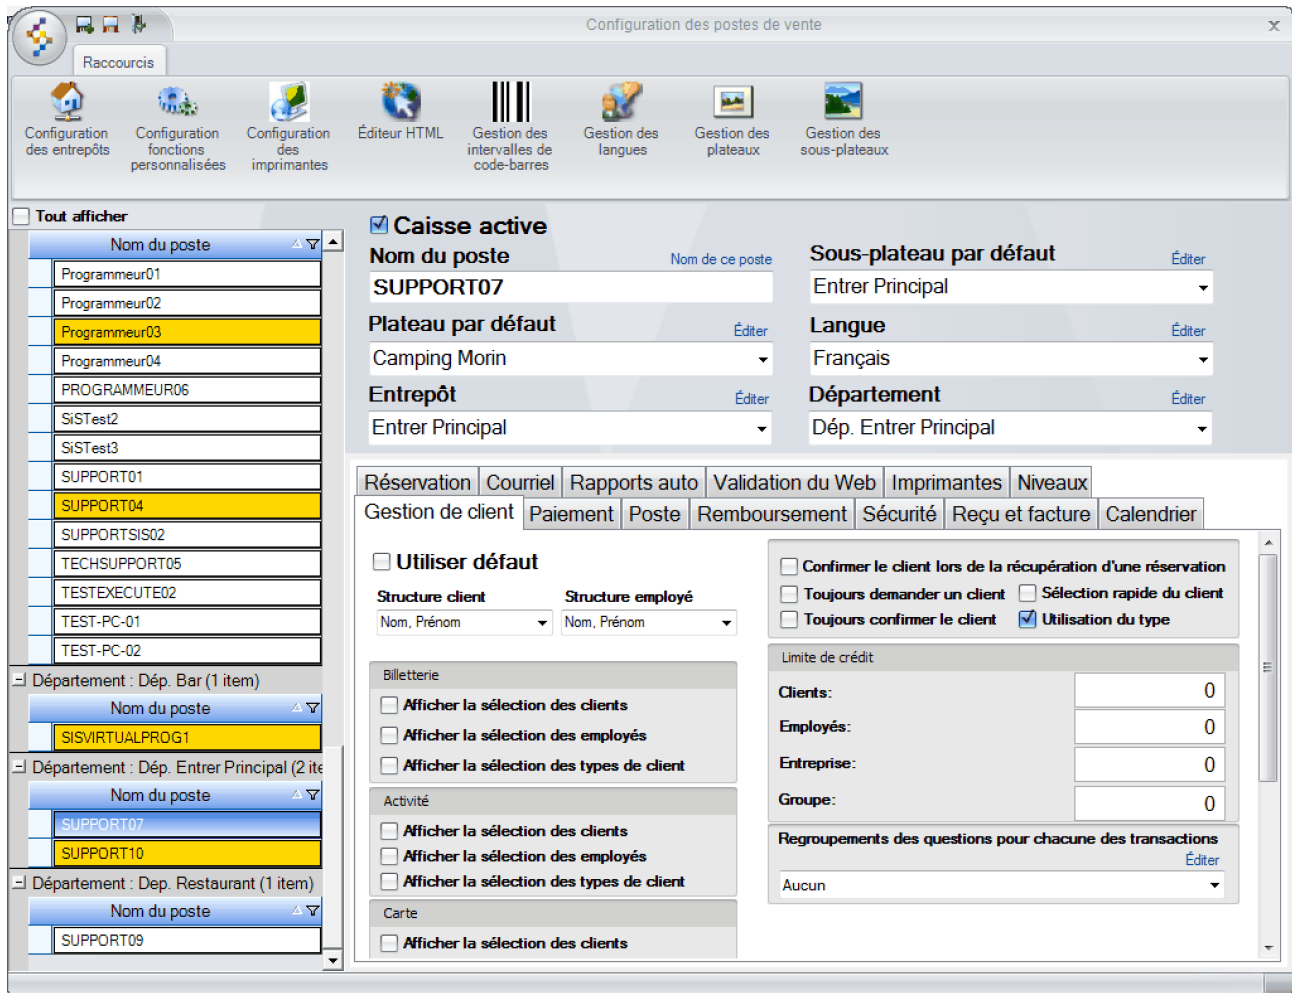 Configuration des postes de vente
x
Raccourcis
Configuration des entrepôts
Configuration fonctions personnalisées
Configuration des imprimantes
Éditeur HTML
Gestion des intervalles de code-barres
Gestion des langues
Gestion des plateaux
Gestion des sous-plateaux
Tout afficher
Nom du poste
Programmeur01
Programmeur02
Programmeur03
Programmeur04
PROGRAMMEUR06
SiSTest2
SiSTest3
SUPPORT01
SUPPORT04
SUPPORTSIS02
TECHSUPPORT05
TESTEXECUTE02
TEST-PC-01
TEST-PC-02
Département : Dép. Bar (1 item)
Nom du poste
SISVIRTUALPROG1
Département : Dép. Entrer Principal (2 ite
Nom du poste
SUPPORT07
SUPPORT10
Département : Dep. Restaurant (1 item)
Nom du poste
SUPPORT09
Caisse active
Nom du poste Nom de ce poste
SUPPORT07
Sous-plateau par défaut Éditer
Entrer Principal
Plateau par défaut Éditer
Camping Morin
Langue Éditer
Français
Entrepôt Éditer
Entrer Principal
Département Éditer
Dép. Entrer Principal
Réservation Courriel Rapports auto Validation du Web Imprimantes Niveaux
Gestion de client Paiement Poste Remboursement Sécurité Reçu et facture Calendrier
Utiliser défaut
Structure client Structure employé
Nom, Prénom Nom, Prénom
Billetterie
Afficher la sélection des clients
Afficher la sélection des employés
Afficher la sélection des types de client
Activité
Afficher la sélection des clients
Afficher la sélection des employés
Afficher la sélection des types de client
Carte
Afficher la sélection des clients
Confirmer le client lors de la récupération d'une réservation
Toujours demander un client Sélection rapide du client
Toujours confirmer le client Utilisation du type
Limite de crédit
Clients: 0
Employés: 0
Entreprise: 0
Groupe: 0
Regroupements des questions pour chacune des transactions
Éditer
Aucun